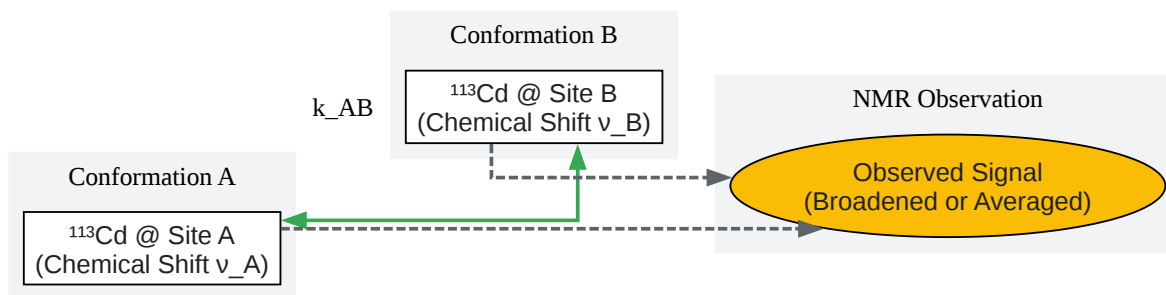 Conformation B
¹¹³Cd @ Site B
(Chemical Shift ν_B)
k_AB
NMR Observation
Observed Signal
(Broadened or Averaged)
Conformation A
¹¹³Cd @ Site A
(Chemical Shift ν_A)